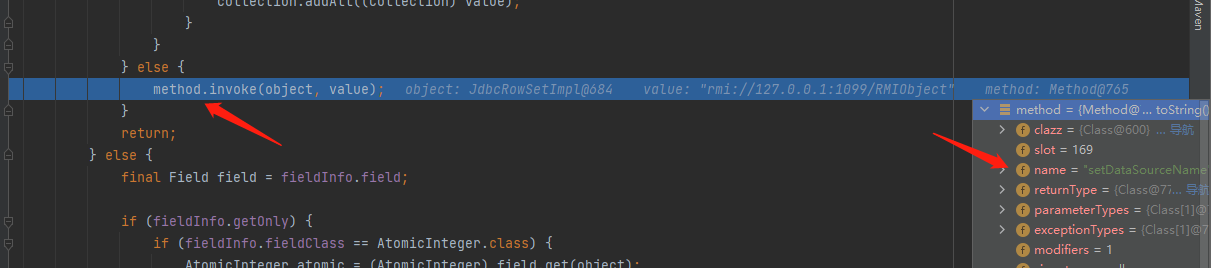 collection.addAll((Collection) value);
}
}
} else {
method.invoke(object, value); object: JdbcRowSetImpl@684 value: "rmi://127.0.0.1:1099/RMIObject" method: Method@765
}
return;
} else {
final Field field = fieldInfo.field;
if (fieldInfo.getOnly) {
if (fieldInfo.fieldClass == AtomicInteger.class) {
AtomicInteger atomic = (AtomicInteger) field.get(object);
Maven
method = {Method@... toString()
clazz = {Class@600} ... 导航
slot = 169
name = "setDataSourceName"
returnType = {Class@77... 导航
parameterTypes = {Class[1]@7
exceptionTypes = {Class[1]@7
modifiers = 1